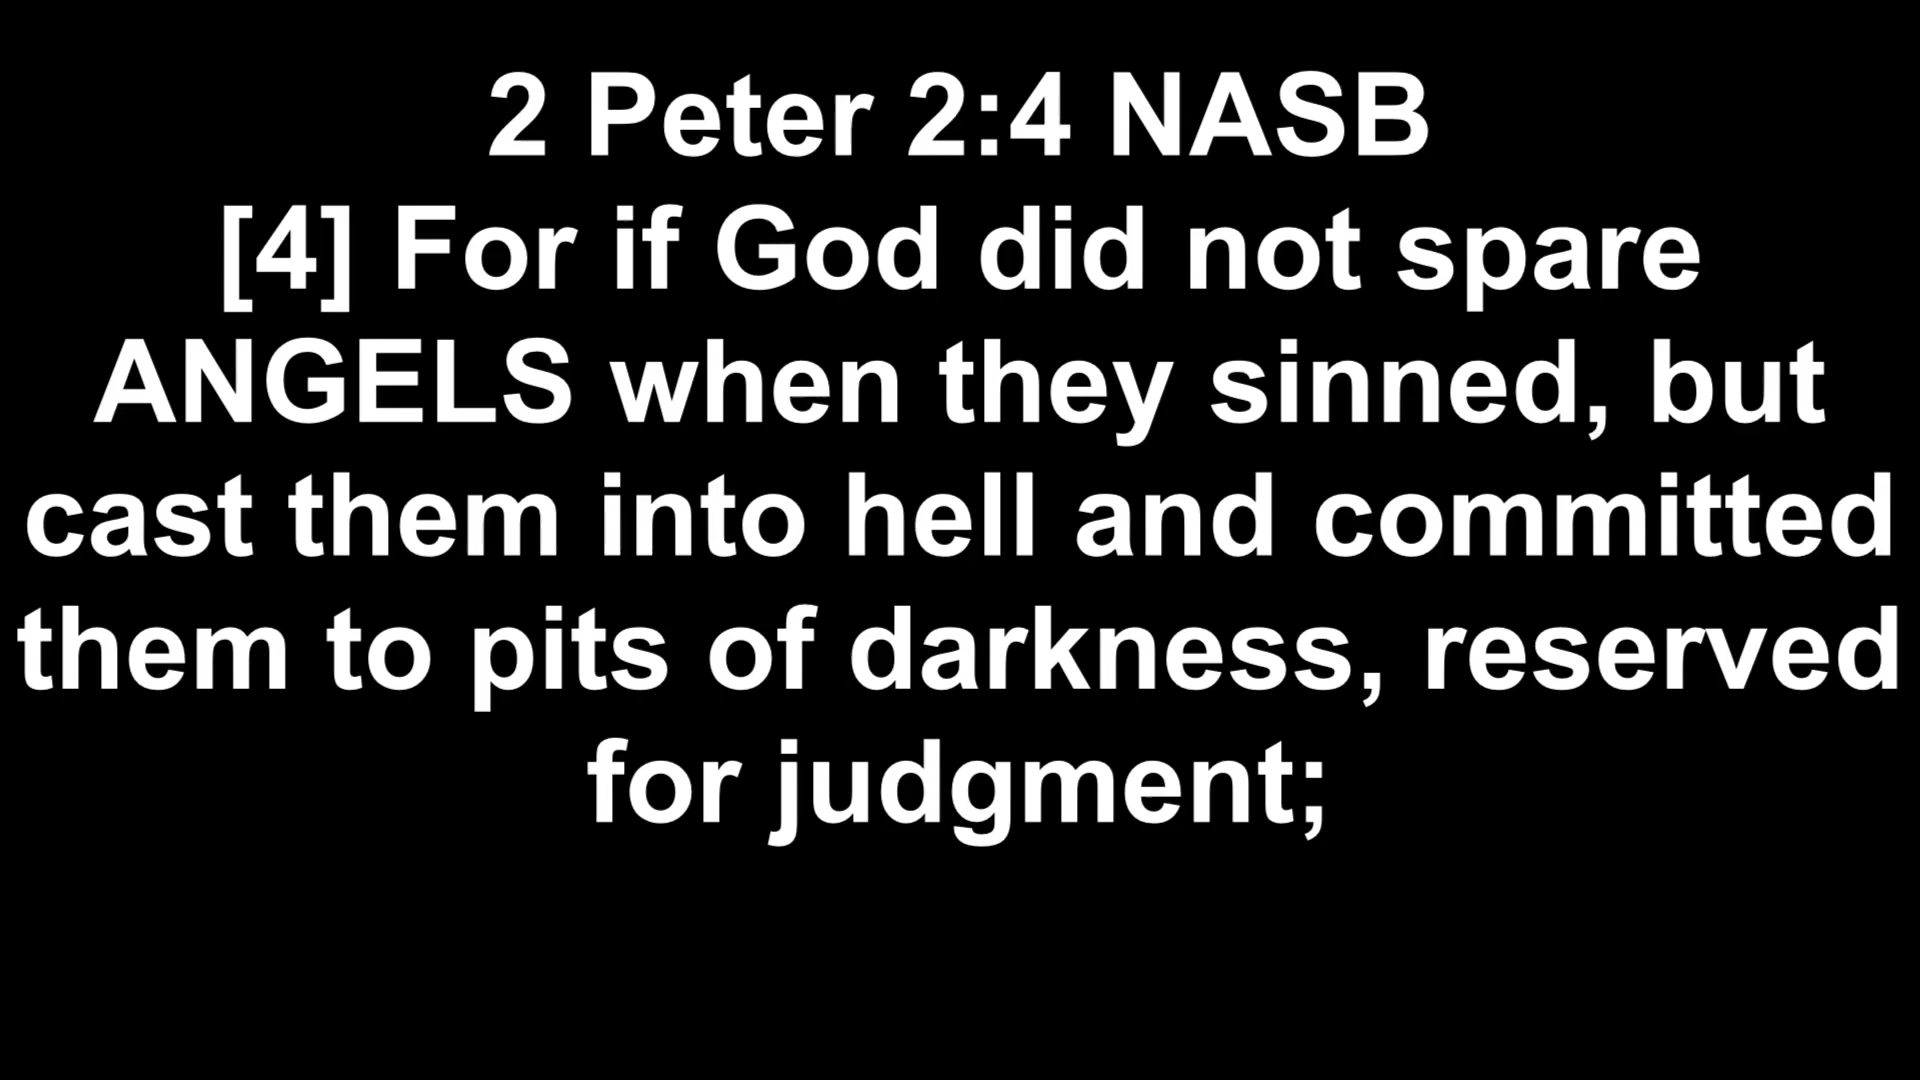 2 Peter 2:4 NASB
[4] For if God did not spare
ANGELS when they sinned, but
cast them into hell and committed
them to pits of darkness, reserved
for judgment;